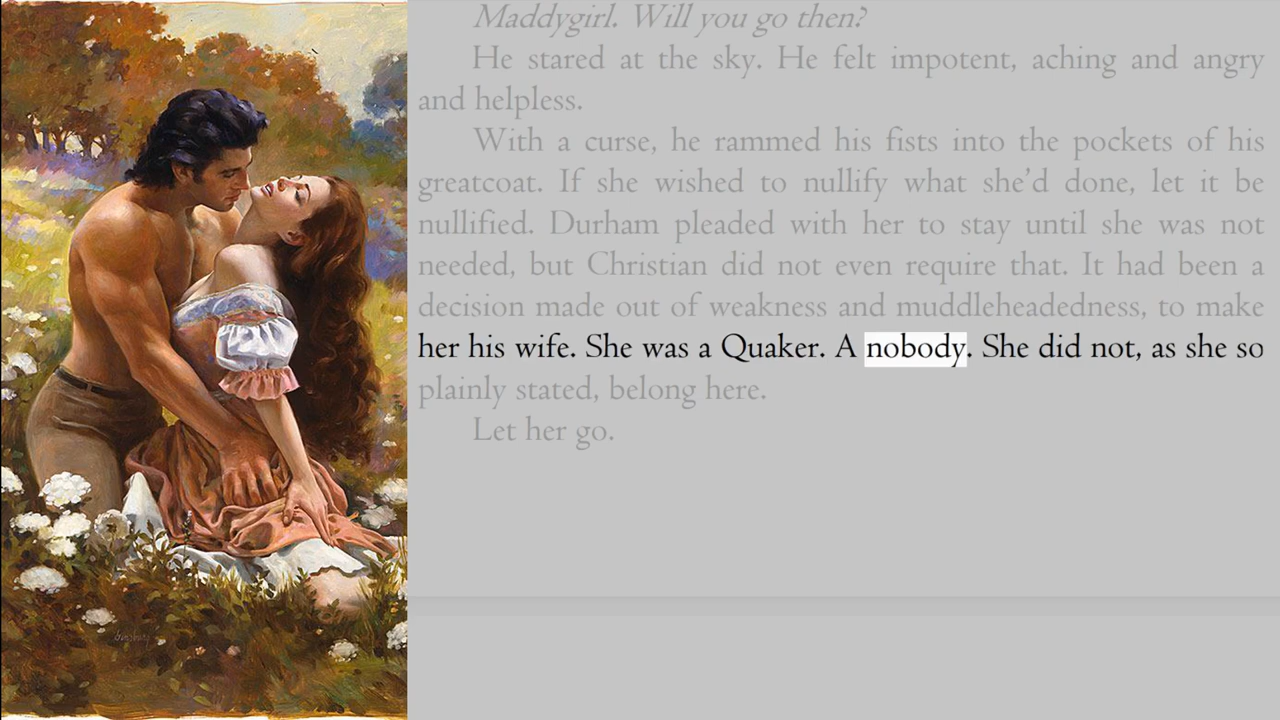 Maddygirl. Will you go then?
He stared at the sky. He felt impotent, aching and angry
and helpless.
With a curse, he rammed his fists into the pockets of his
greatcoat. If she wished to nullify what she’d done, let it be
nullified. Durham pleaded with her to stay until she was not
needed, but Christian did not even require that. It had been a
decision made out of weakness and muddleheadedness, to make
her his wife. She was a Quaker. A nobody. She did not, as she so
plainly stated, belong here.
Let her go.